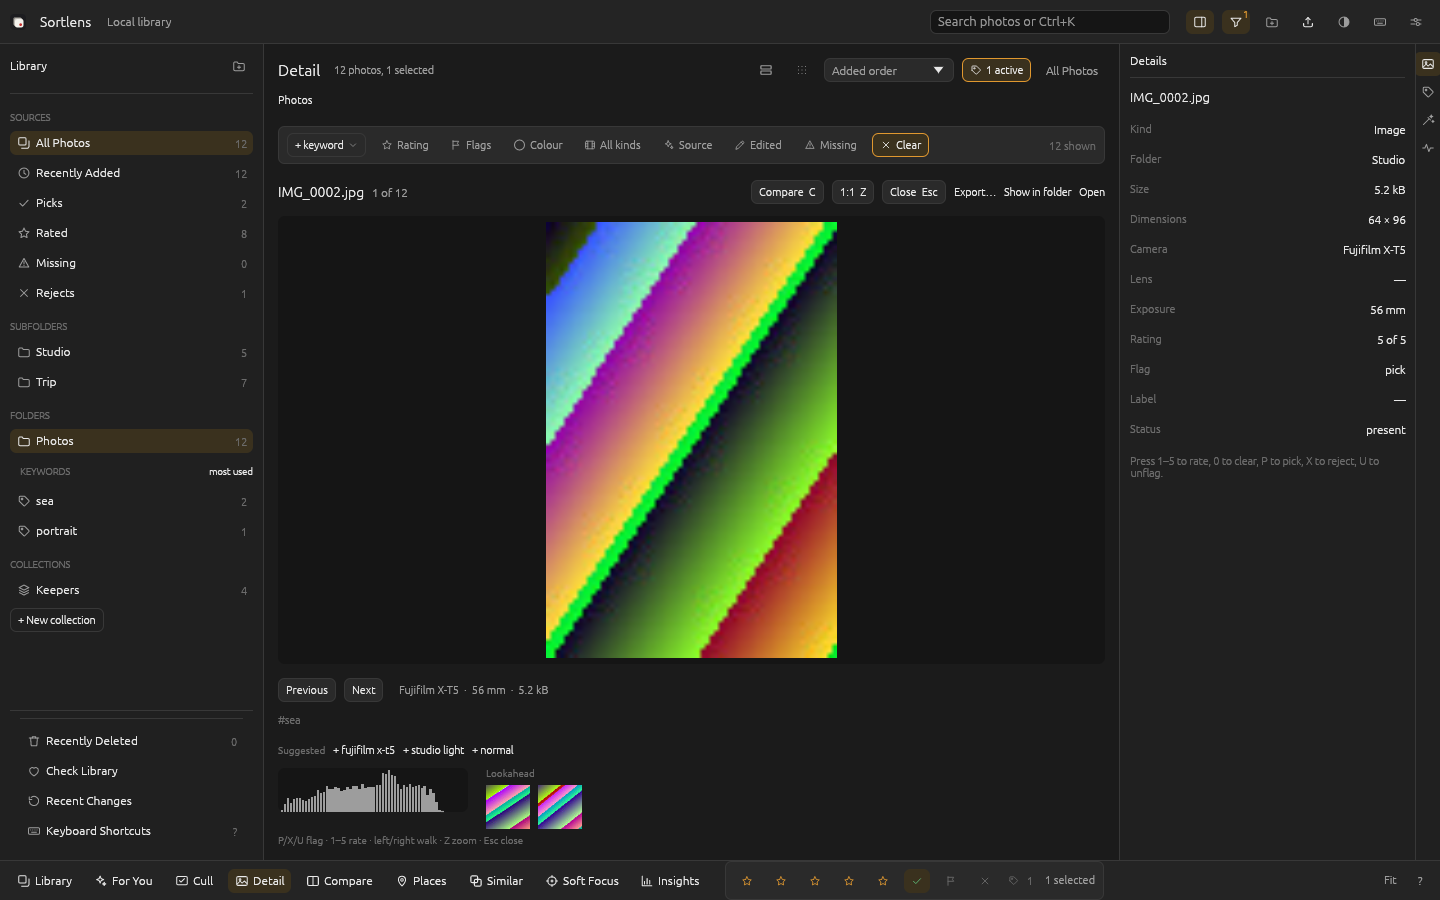 Sortlens Local library Search photos or Ctrl+K 1
Library
SOURCES
All Photos 12
Recently Added 12
Picks 2
Rated 8
Missing 0
Rejects 1
SUBFOLDERS
Studio 5
Trip 7
FOLDERS
Photos 12
KEYWORDS most used
sea 2
portrait 1
COLLECTIONS
Keepers 4
+ New collection
Recently Deleted 0
Check Library
Recent Changes
Keyboard Shortcuts ?
Detail 12 photos, 1 selected Added order 1 active All Photos
Photos
+ keyword Rating Flags Colour All kinds Source Edited Missing Clear 12 shown
IMG_0002.jpg 1 of 12 Compare C 1:1 Z Close Esc Export... Show in folder Open
Previous Next Fujifilm X-T5 · 56 mm · 5.2 kB
#sea
Suggested + fujifilm x-t5 + studio light + normal
Lookahead
P/X/U flag · 1–5 rate · left/right walk · Z zoom · Esc close
Details
IMG_0002.jpg
Kind Image
Folder Studio
Size 5.2 kB
Dimensions 64 × 96
Camera Fujifilm X-T5
Lens —
Exposure 56 mm
Rating 5 of 5
Flag pick
Label —
Status present
Press 1–5 to rate, 0 to clear, P to pick, X to reject, U to
unflag.
Library For You Cull Detail Compare Places Similar Soft Focus Insights 1 1 selected Fit ?